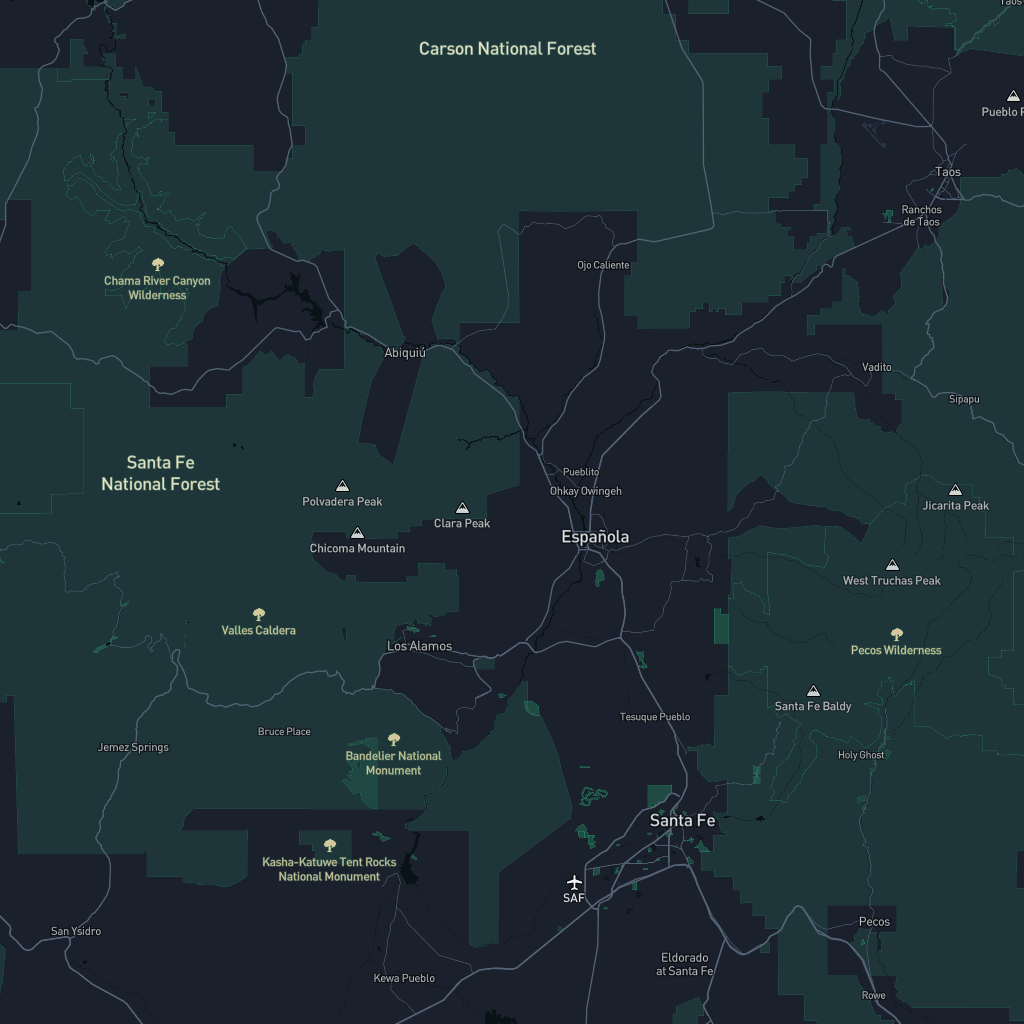 Taos
Carson National Forest
Pueblo P
Taos
Ranchos
de Taos
Ojo Caliente
Chama River Canyon
Wilderness
Abiquiú
Vadito
Sipapu
Santa Fe
National Forest
Pueblito
Polvadera Peak
Ohkay Owingeh
Jicarita Peak
Clara Peak
Española
Chicoma Mountain
West Truchas Peak
Valles Caldera
Los Alamos
Pecos Wilderness
Santa Fe Baldy
Tesuque Pueblo
Bruce Place
Jemez Springs
Holy Ghost
Bandelier National
Monument
Santa Fe
Kasha-Katuwe Tent Rocks
National Monument
SAF
Pecos
San Ysidro
Eldorado
at Santa Fe
Kewa Pueblo
Rowe